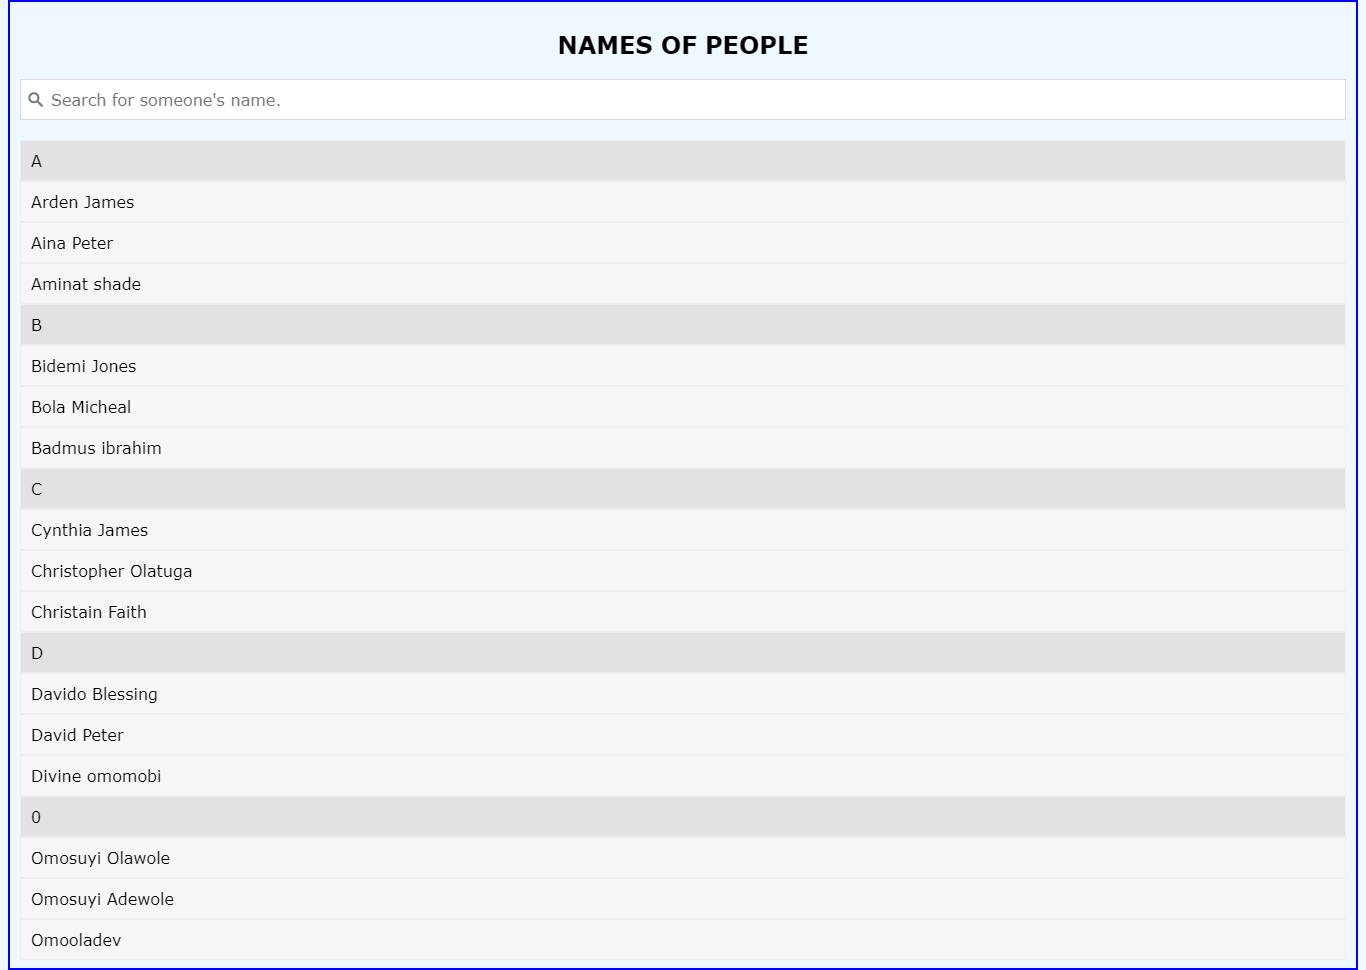 NAMES OF PEOPLE
Search for someone's name.
A
Arden James
Aina Peter
Aminat shade
B
Bidemi Jones
Bola Micheal
Badmus ibrahim
C
Cynthia James
Christopher Olatuga
Christain Faith
D
Davido Blessing
David Peter
Divine omomobi
0
Omosuyi Olawole
Omosuyi Adewole
Omooladev